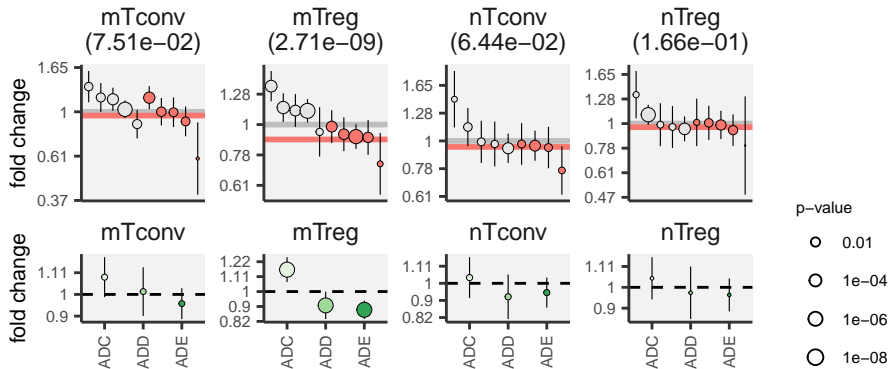 mTconv
(7.51e−02)
mTreg
(2.71e−09)
nTconv
(6.44e−02)
nTreg
(1.66e−01)
fold change
1.65
1
0.61
0.37
1.28
1
0.78
0.61
1.65
1.28
1
0.78
0.61
1.65
1.28
1
0.78
0.61
0.47
mTconv
mTreg
nTconv
nTreg
fold change
1.11
1
0.9
1.22
1.11
1
0.9
0.82
1.11
1
0.9
0.82
1.11
1
0.9
ADC
ADD
ADE
ADC
ADD
ADE
ADC
ADD
ADE
ADC
ADD
ADE
p−value
0.01
1e−04
1e−06
1e−08